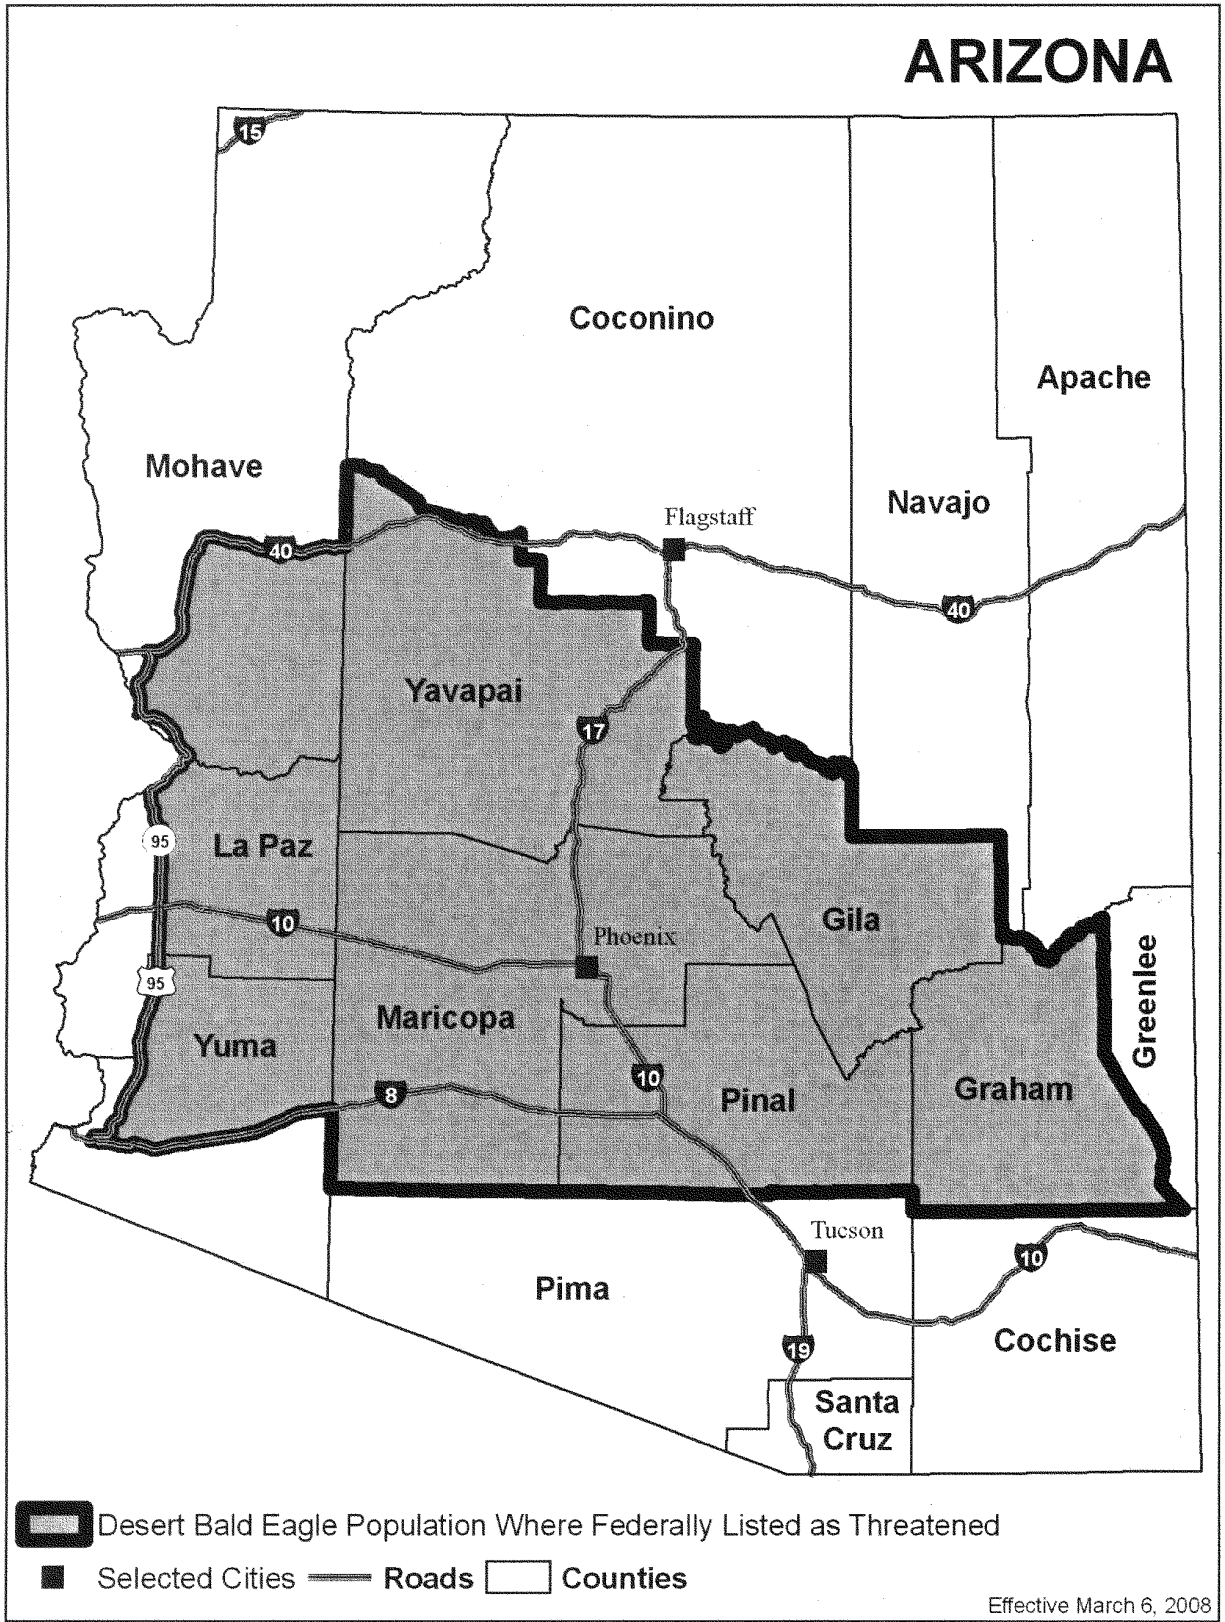 ARIZONA
15
Coconino
Apache
Mohave
Navajo
Flagstaff
40
40
Yavapai
17
95
La Paz
10
Phoenix
Gila
95
Maricopa
Yuma
Greenlee
10
8
Pinal
Graham
Tucson
10
Pima
19
Cochise
Santa
Cruz
Desert Bald Eagle Population Where Federally Listed as Threatened
Selected Cities Roads Counties
Effective March 6, 2008